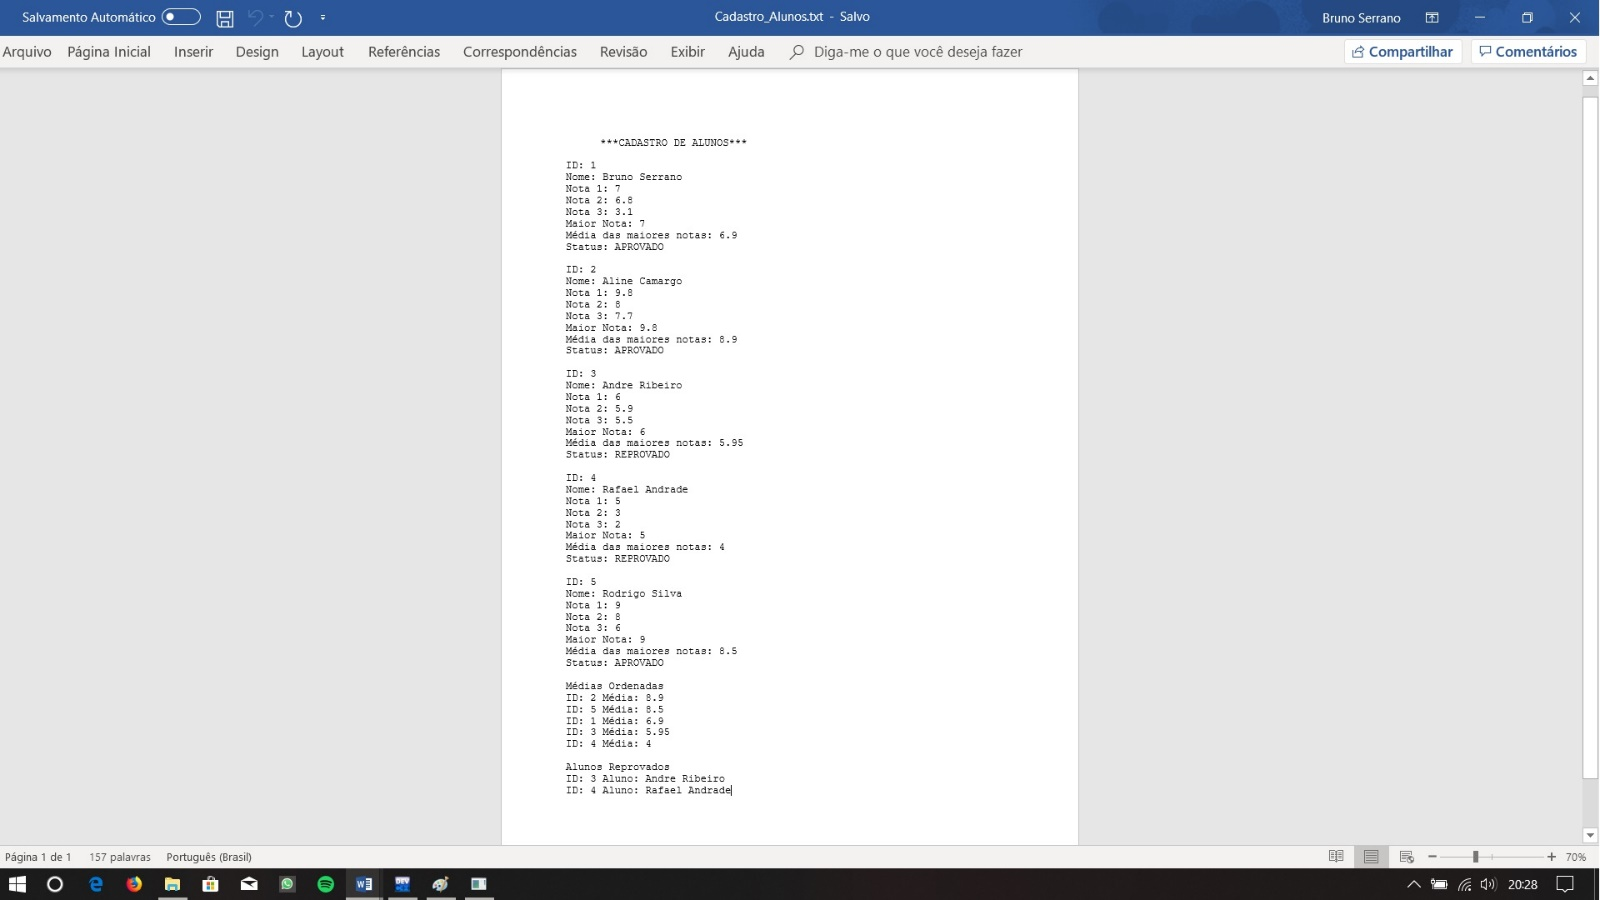 Salvamento Automático
Cadastro_Alunos.txt - Salvo
Bruno Serrano
Arquivo Página Inicial Inserir Design Layout Referências Correspondências Revisão Exibir Ajuda Diga-me o que você deseja fazer Compartilhar Comentários
***CADASTRO DE ALUNOS***
ID: 1
Nome: Bruno Serrano
Nota 1: 7
Nota 2: 6.8
Nota 3: 3.1
Maior Nota: 7
Média das maiores notas: 6.9
Status: APROVADO
ID: 2
Nome: Aline Camargo
Nota 1: 9.8
Nota 2: 8
Nota 3: 7.7
Maior Nota: 9.8
Média das maiores notas: 8.9
Status: APROVADO
ID: 3
Nome: Andre Ribeiro
Nota 1: 6
Nota 2: 5.9
Nota 3: 5.5
Maior Nota: 6
Média das maiores notas: 5.95
Status: REPROVADO
ID: 4
Nome: Rafael Andrade
Nota 1: 5
Nota 2: 3
Nota 3: 2
Maior Nota: 5
Média das maiores notas: 4
Status: REPROVADO
ID: 5
Nome: Rodrigo Silva
Nota 1: 9
Nota 2: 8
Nota 3: 6
Maior Nota: 9
Média das maiores notas: 8.5
Status: APROVADO
Médias Ordenadas
ID: 2 Média: 8.9
ID: 5 Média: 8.5
ID: 1 Média: 6.9
ID: 3 Média: 5.95
ID: 4 Média: 4
Alunos Reprovados
ID: 3 Aluno: Andre Ribeiro
ID: 4 Aluno: Rafael Andrade
Página 1 de 1 157 palavras Português (Brasil) 70%
20:28